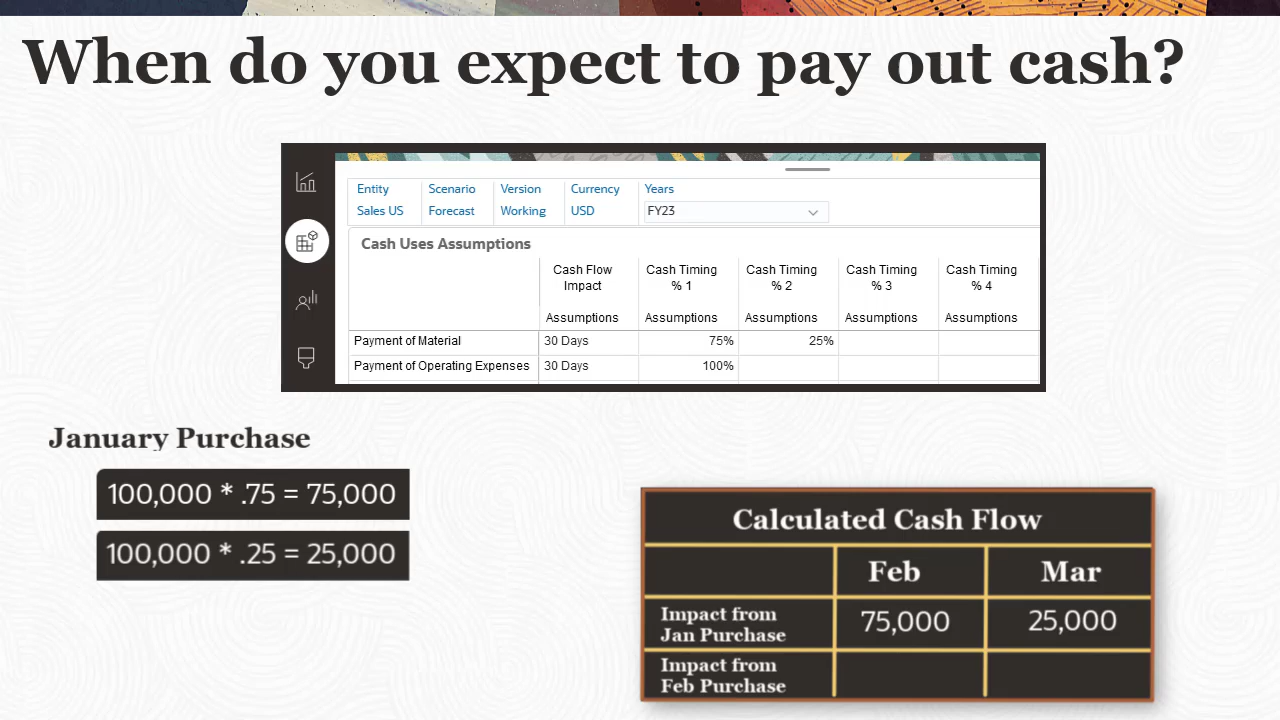 When do you expect to pay out cash?
Entity Scenario Version Currency Years
Sales US Forecast Working USD FY23
Cash Uses Assumptions
Cash Flow Cash Timing Cash Timing Cash Timing Cash Timing
Impact % 1 % 2 % 3 % 4
Assumptions Assumptions Assumptions Assumptions Assumptions
Payment of Material 30 Days 75% 25%
Payment of Operating Expenses 30 Days 100%
January Purchase
100,000 * .75 = 75,000
100,000 * .25 = 25,000
Calculated Cash Flow
Feb Mar
Impact from
Jan Purchase 75,000 25,000
Impact from
Feb Purchase